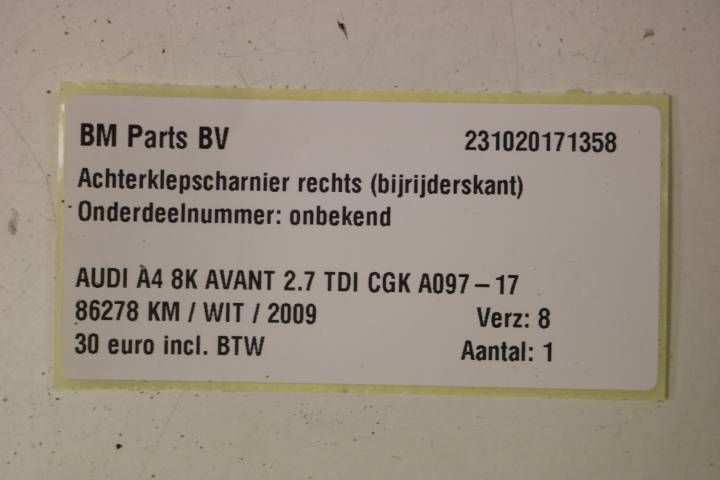 BM Parts BV 231020171358
Achterklepscharnier rechts (bijrijderskant)
Onderdeelnummer: onbekend
AUDI A4 8K AVANT 2.7 TDI CGK A097 – 17
86278 KM / WIT / 2009 Verz: 8
30 euro incl. BTW Aantal: 1